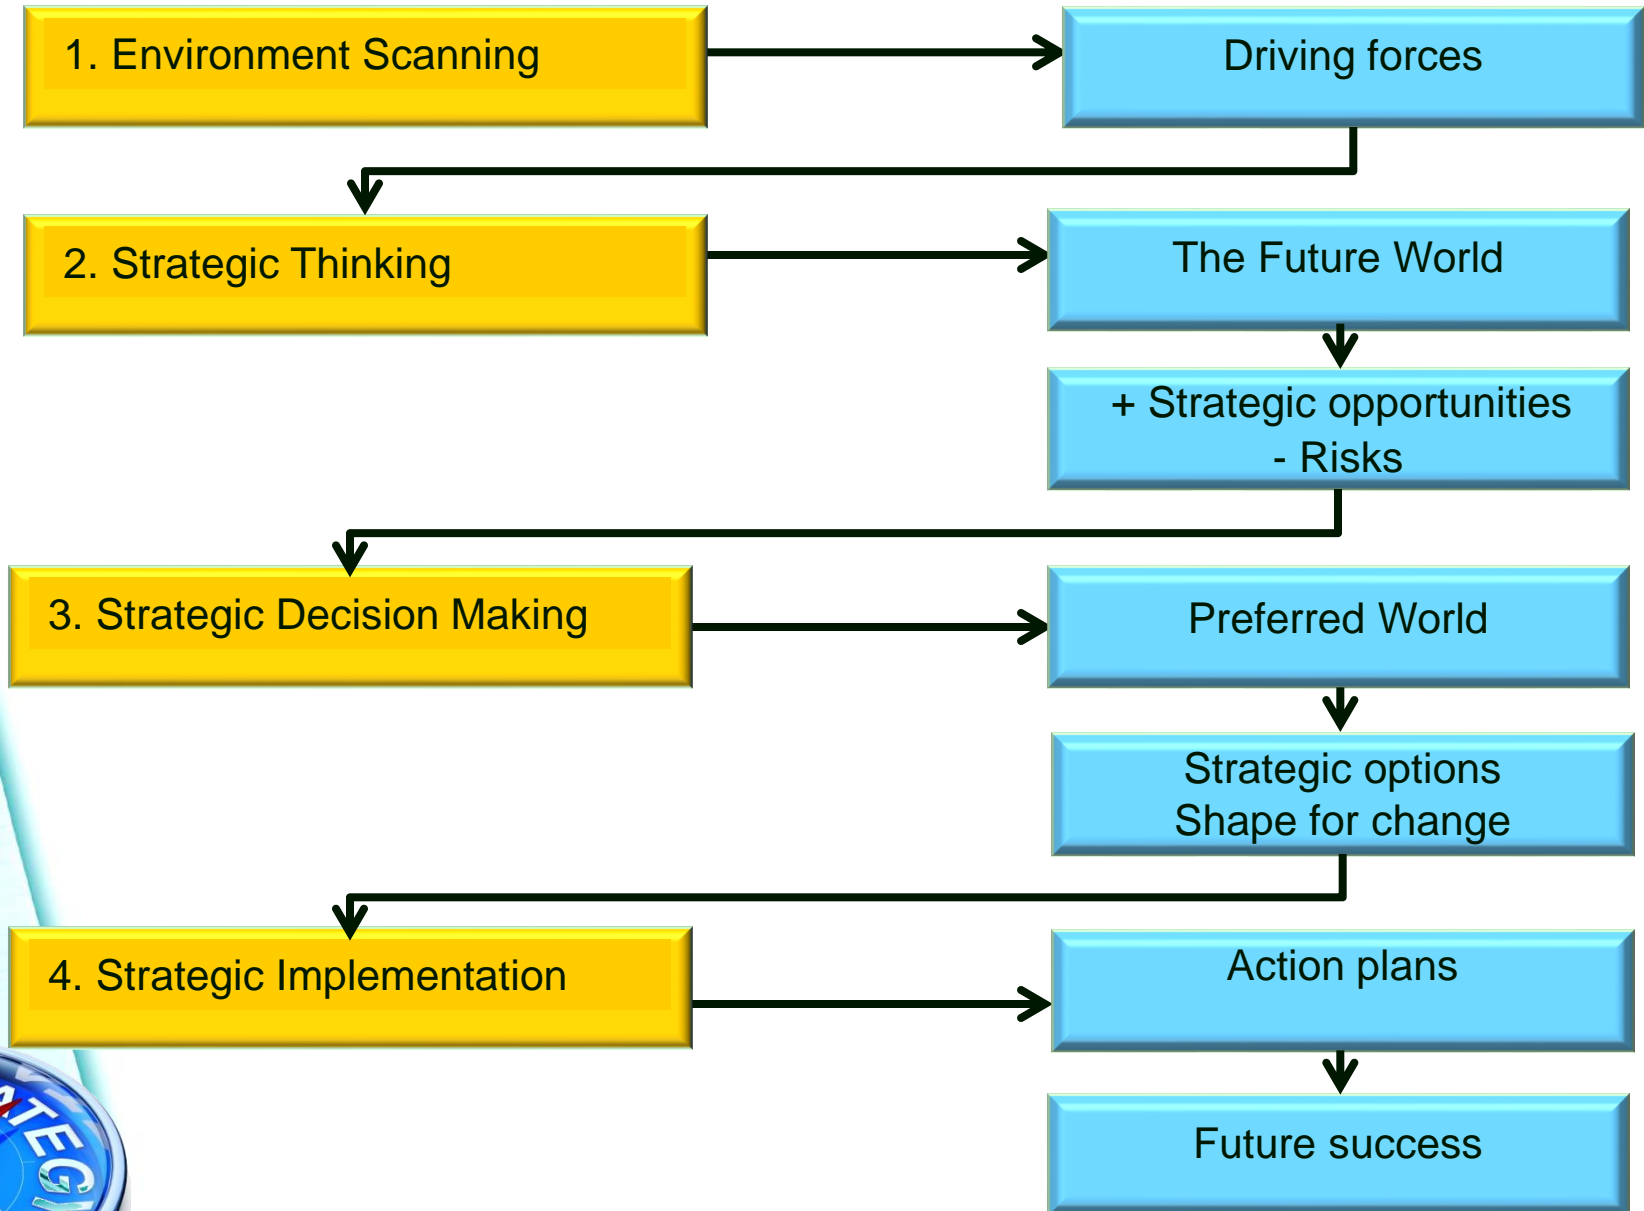 1. Environment Scanning
Driving forces
2. Strategic Thinking
The Future World
+ Strategic opportunities
- Risks
3. Strategic Decision Making
Preferred World
Strategic options
Shape for change
4. Strategic Implementation
Action plans
Future success